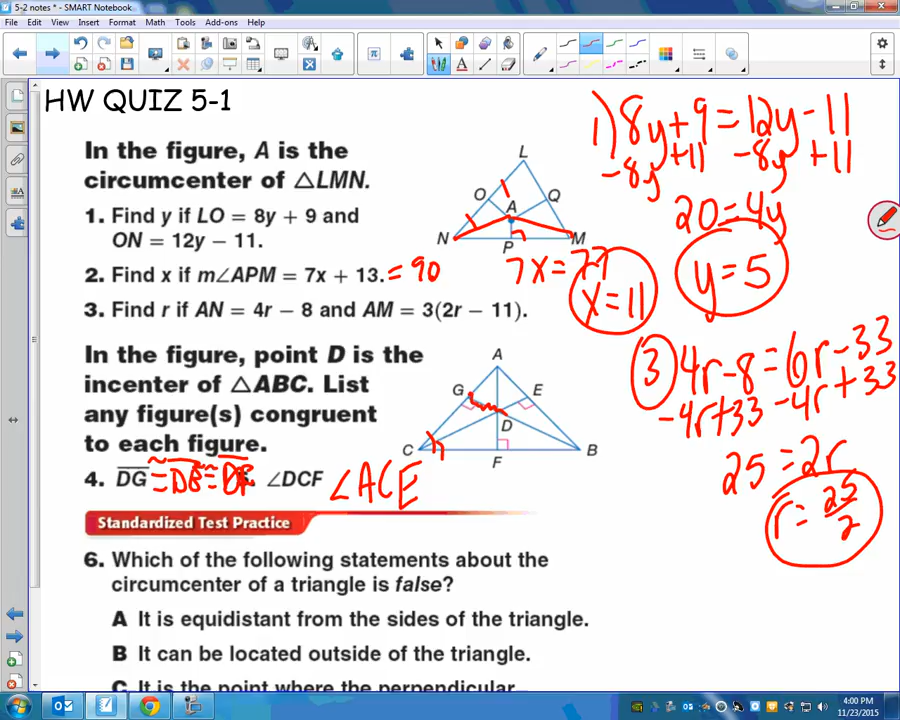 5-2 notes * - SMART Notebook
File Edit View Insert Format Tools Add-ons Help
HW QUIZ 5-1
In the figure, A is the
circumcenter of △LMN.
1. Find y if LO = 8y + 9 and
ON = 12y − 11.
2. Find x if m∠APM = 7x + 13. = 90
3. Find r if AN = 4r − 8 and AM = 3(2r − 11).
L
O
Q
A
N
P
M
7x = 77
x = 11
1) 8y + 9 = 12y − 11
-8y +11 -8y +11
20 = 4y
y = 5
3 4r − 8 = 6r − 33
-4r + 33 -4r + 33
25 = 2r
r = 25/2
In the figure, point D is the
incenter of △ABC. List
any figure(s) congruent
to each figure.
A
G
E
D
C
F
B
4. DG ≅ DE ≅ DF
∠DCF ∠ACE
Standardized Test Practice
6. Which of the following statements about the
circumcenter of a triangle is false?
A It is equidistant from the sides of the triangle.
B It can be located outside of the triangle.
C It is the point where the perpendicular
4:00 PM
11/23/2015